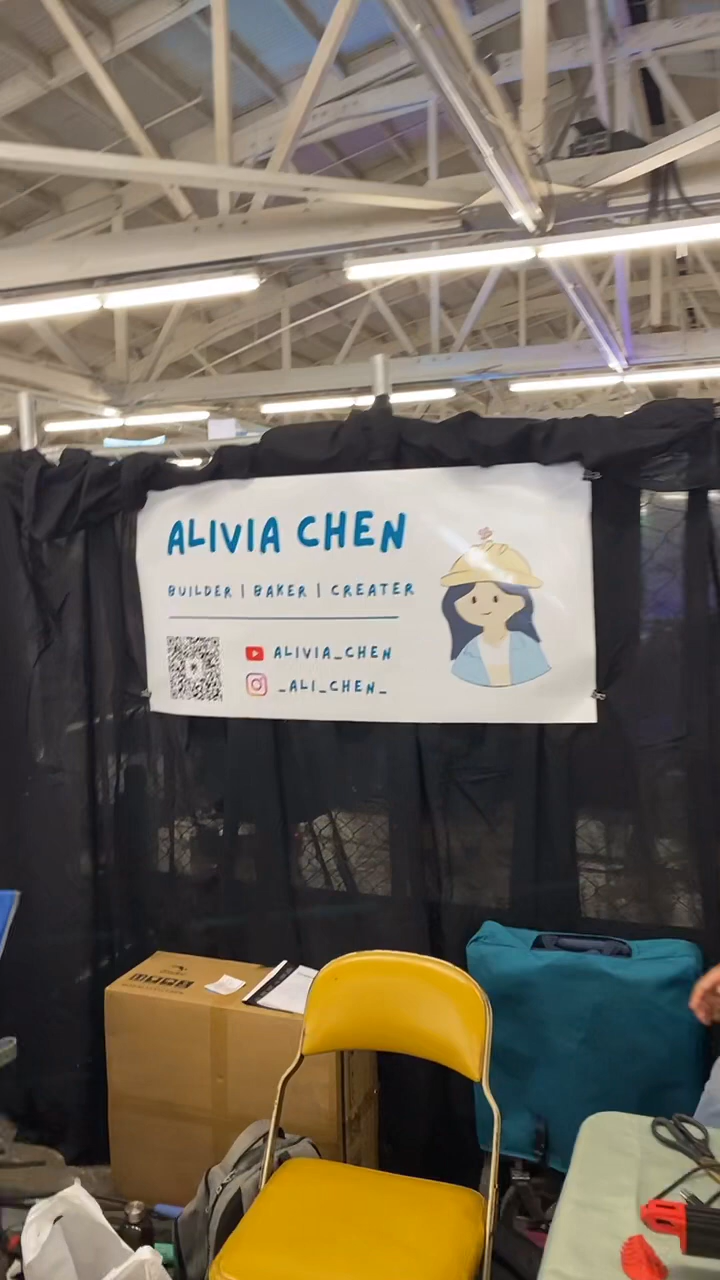 ALIVIA CHEN
BUILDER | BAKER | CREATER
ALIVIA_CHEN
_ALI_CHEN_